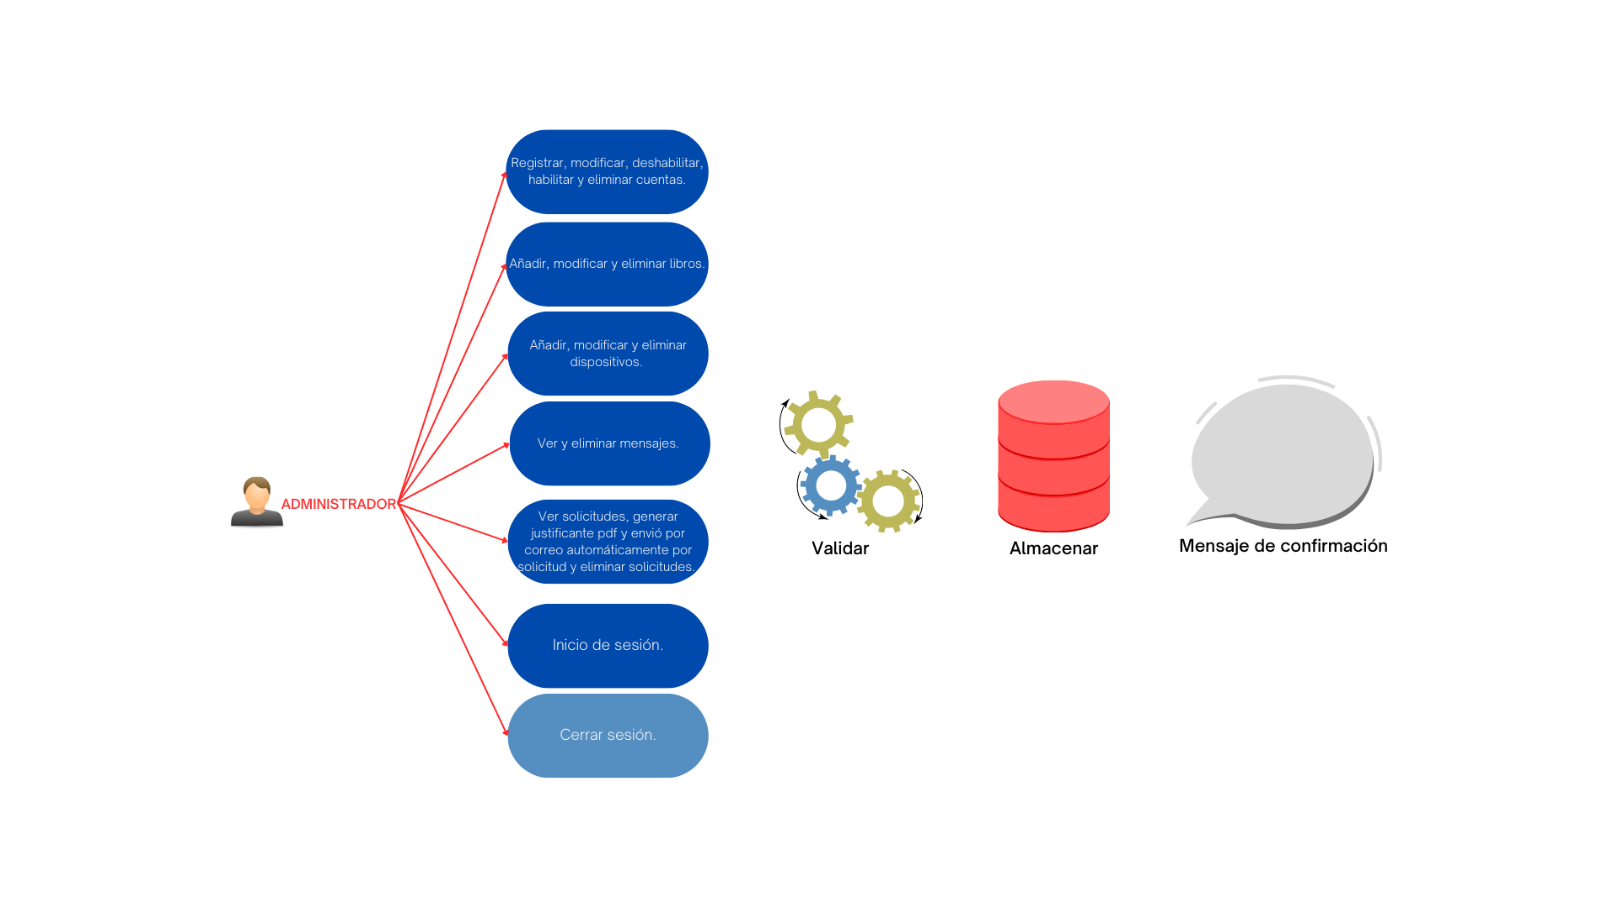 Registrar, modificar, deshabilitar,
habilitar y eliminar cuentas.
Añadir, modificar y eliminar libros.
Añadir, modificar y eliminar
dispositivos.
Ver y eliminar mensajes.
ADMINISTRADOR
Ver solicitudes, generar
justificante pdf y envió por
correo automáticamente por
solicitud y eliminar solicitudes.
Inicio de sesión.
Cerrar sesión.
Validar
Almacenar
Mensaje de confirmación